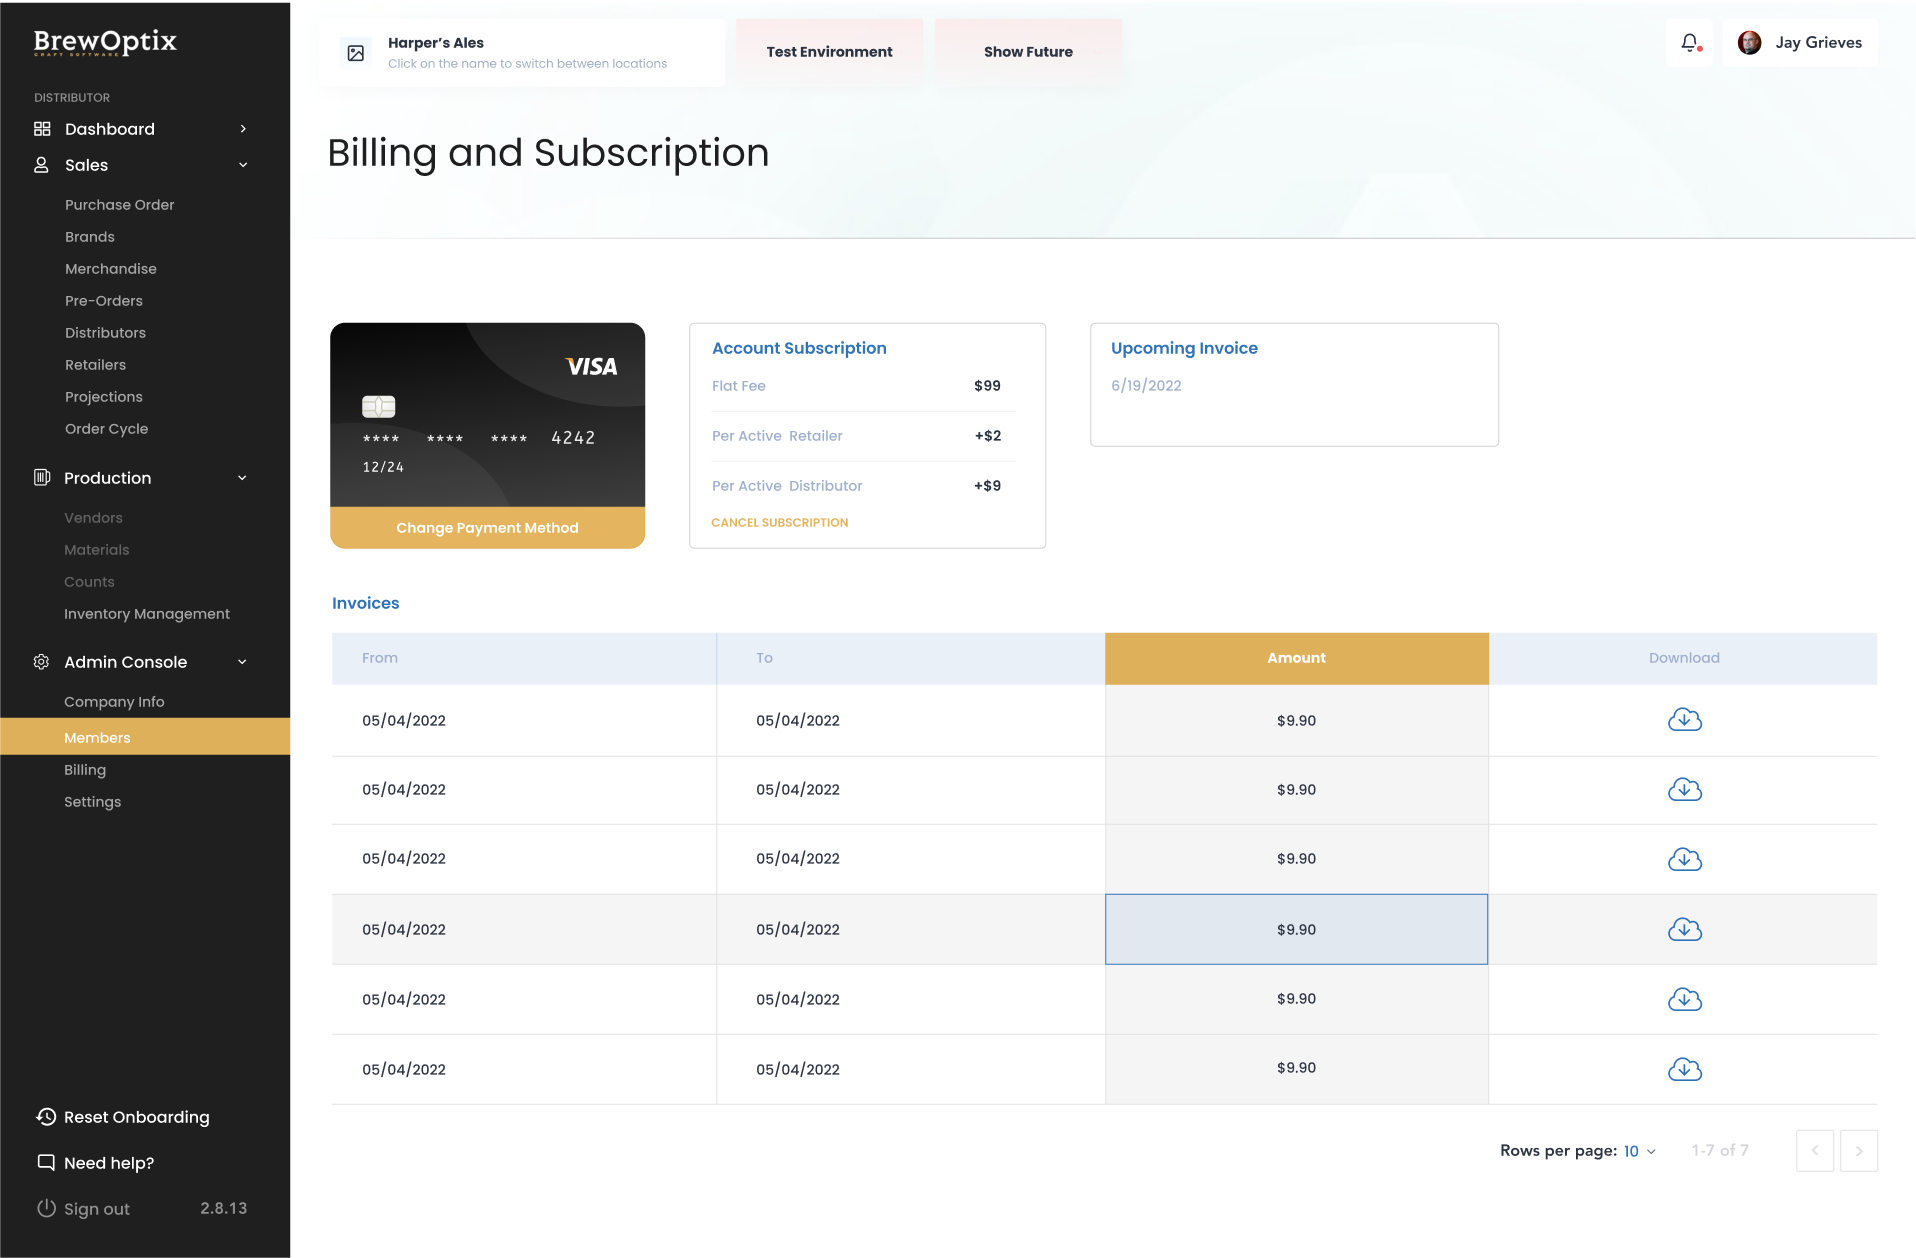 BrewOptix
CRAFT SOFTWARE
DISTRIBUTOR
Dashboard
Sales
Purchase Order
Brands
Merchandise
Pre-Orders
Distributors
Retailers
Projections
Order Cycle
Production
Vendors
Materials
Counts
Inventory Management
Admin Console
Company Info
Members
Billing
Settings
Reset Onboarding
Need help?
Sign out 2.8.13
Harper’s Ales
Click on the name to switch between locations
Test Environment
Show Future
Jay Grieves
Billing and Subscription
VISA
**** **** **** 4242
12/24
Change Payment Method
Account Subscription
Flat Fee $99
Per Active Retailer +$2
Per Active Distributor +$9
CANCEL SUBSCRIPTION
Upcoming Invoice
6/19/2022
Invoices
From To Amount Download
05/04/2022 05/04/2022 $9.90
05/04/2022 05/04/2022 $9.90
05/04/2022 05/04/2022 $9.90
05/04/2022 05/04/2022 $9.90
05/04/2022 05/04/2022 $9.90
05/04/2022 05/04/2022 $9.90
Rows per page: 10 1-7 of 7